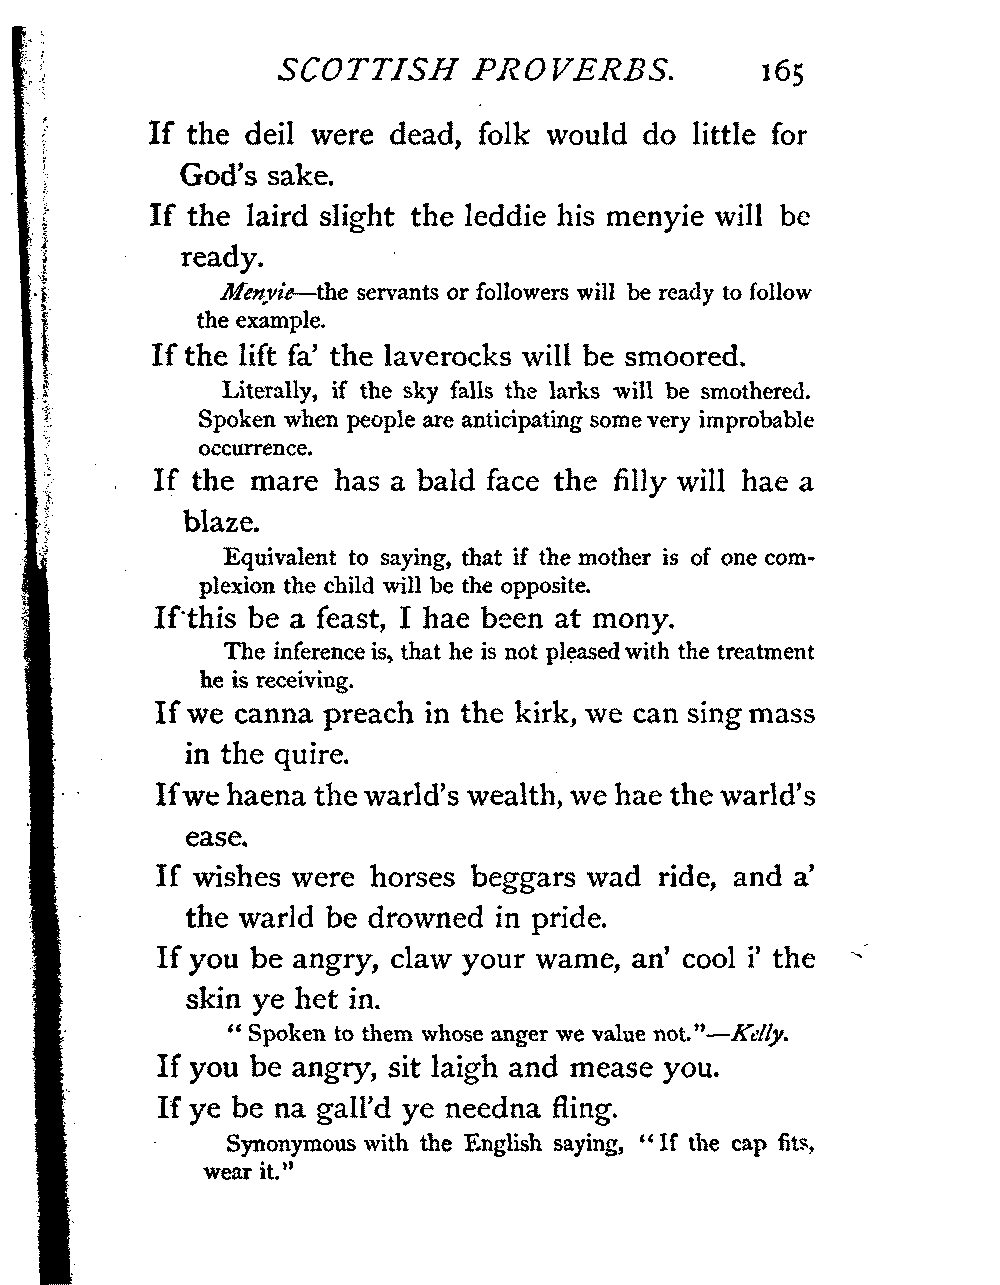 SCOTTISH PROVERBS. 165
If the deil were dead, folk would do little for
God's sake.
If the laird slight the leddie his menyie will be
ready.
Menyie—the servants or followers will be ready to follow
the example.
If the lift fa' the laverocks will be smoored.
Literally, if the sky falls the larks will be smothered.
Spoken when people are anticipating some very improbable
occurrence.
If the mare has a bald face the filly will hae a
blaze.
Equivalent to saying, that if the mother is of one com-
plexion the child will be the opposite.
If this be a feast, I hae been at mony.
The inference is, that he is not pleased with the treatment
he is receiving.
If we canna preach in the kirk, we can sing mass
in the quire.
If we haena the warld's wealth, we hae the warld's
ease.
If wishes were horses beggars wad ride, and a'
the warld be drowned in pride.
If you be angry, claw your wame, an' cool i' the
skin ye het in.
“Spoken to them whose anger we value not.”—Kelly.
If you be angry, sit laigh and mease you.
If ye be na gall'd ye needna fling.
Synonymous with the English saying, “If the cap fits,
wear it.”